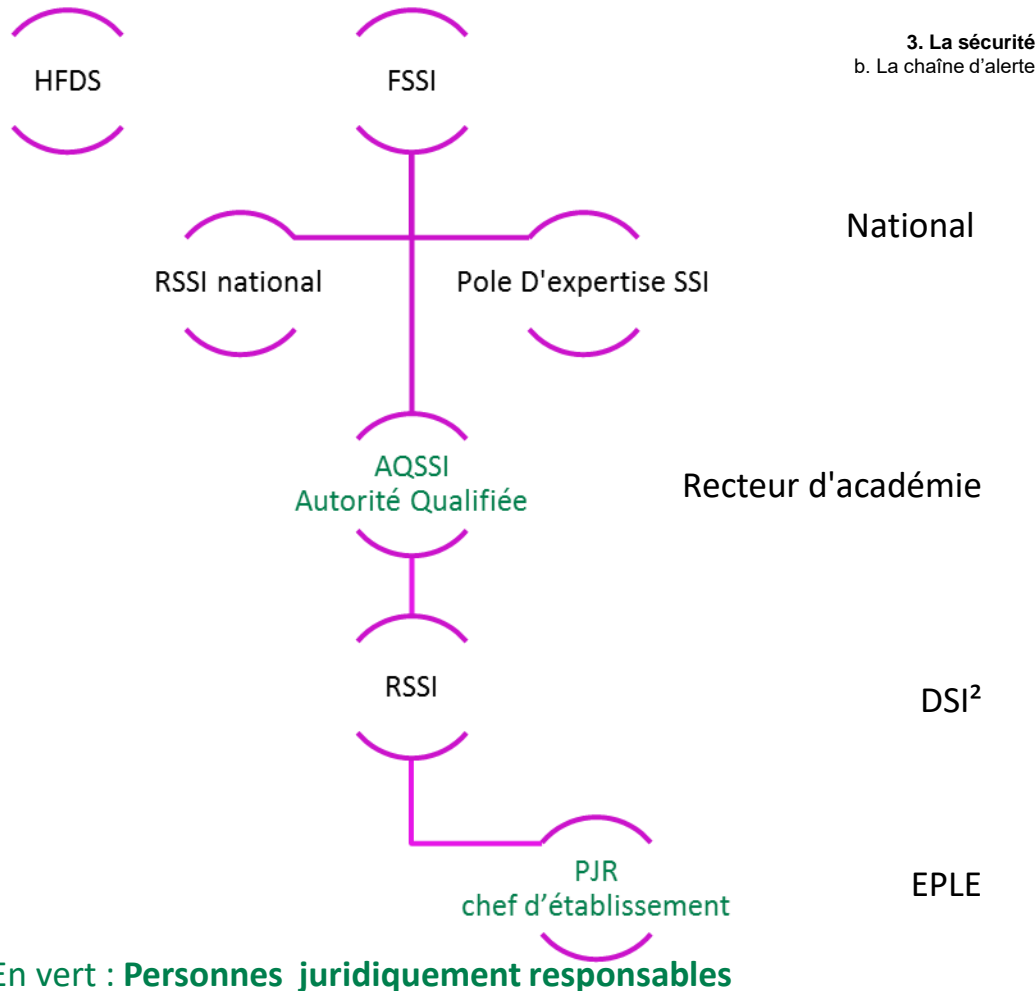 3. La sécurité
b. La chaîne d’alerte
HFDS
FSSI
National
RSSI national
Pole D'expertise SSI
AQSSI
Autorité Qualifiée
Recteur d'académie
RSSI
DSI²
PJR
chef d’établissement
EPLE
En vert : Personnes juridiquement responsables